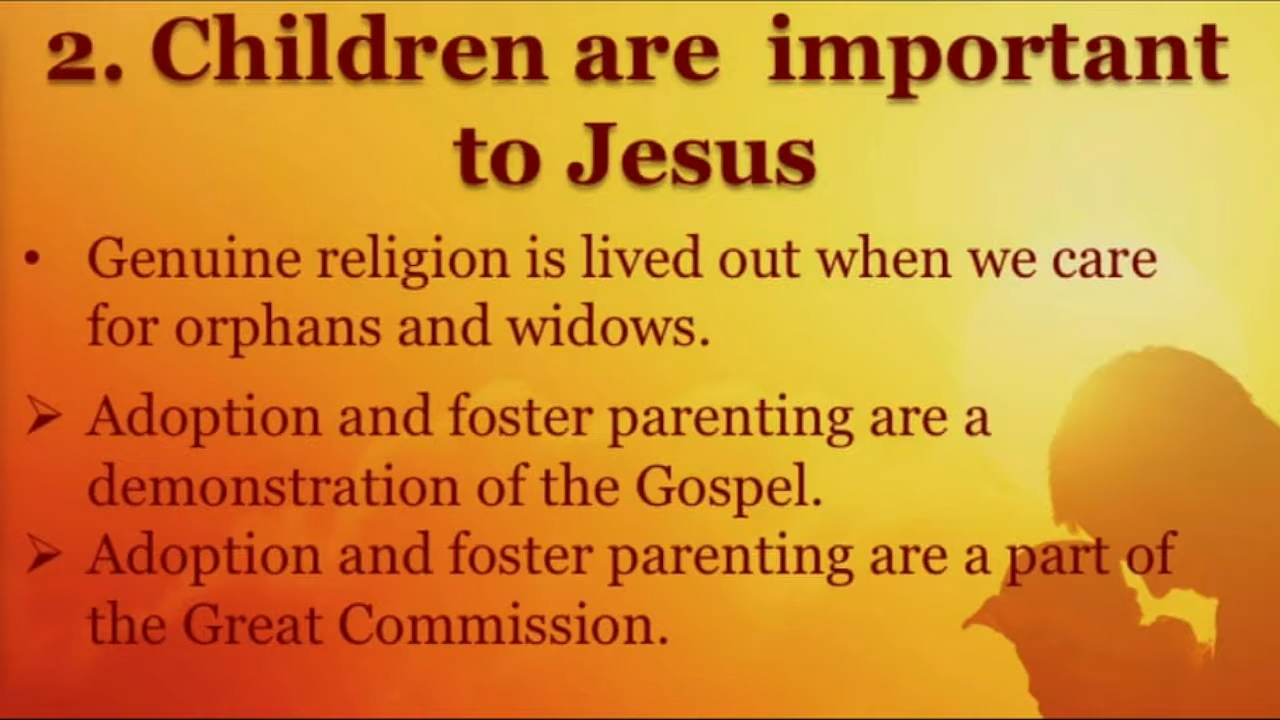 2. Children are important
to Jesus
• Genuine religion is lived out when we care
for orphans and widows.
➢ Adoption and foster parenting are a
demonstration of the Gospel.
➢ Adoption and foster parenting are a part of
the Great Commission.